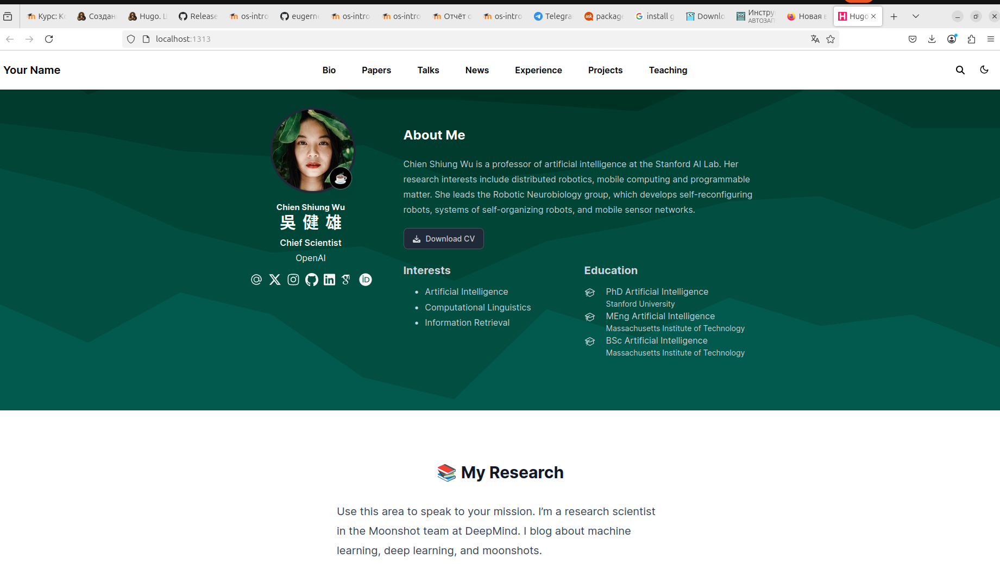 Курс:
Создан
Hugo.
Release
os-intro
eugern
os-intro
os-intro
Отчёт
os-intro
Telegra
package
install
Downlo
Инстру
АВТОЗАП
Новая
Hugo
localhost:1313
Your Name
Bio
Papers
Talks
News
Experience
Projects
Teaching
Chien Shiung Wu
吳 健 雄
Chief Scientist
OpenAI
About Me
Chien Shiung Wu is a professor of artificial intelligence at the Stanford AI Lab. Her
research interests include distributed robotics, mobile computing and programmable
matter. She leads the Robotic Neurobiology group, which develops self-reconfiguring
robots, systems of self-organizing robots, and mobile sensor networks.
Download CV
Interests
Artificial Intelligence
Computational Linguistics
Information Retrieval
Education
PhD Artificial Intelligence
Stanford University
MEng Artificial Intelligence
Massachusetts Institute of Technology
BSc Artificial Intelligence
Massachusetts Institute of Technology
📚 My Research
Use this area to speak to your mission. I’m a research scientist
in the Moonshot team at DeepMind. I blog about machine
learning, deep learning, and moonshots.